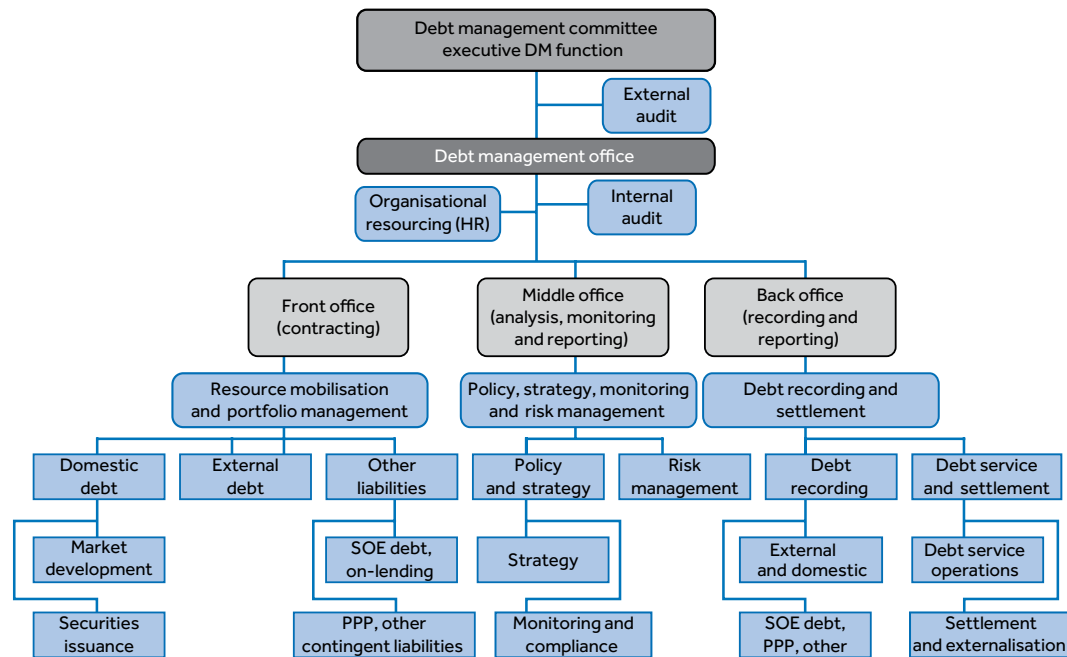 Debt management committee
executive DM function
External
audit
Debt management office
Organisational
resourcing (HR)
Internal
audit
Front office
(contracting)
Middle office
(analysis, monitoring
and reporting)
Back office
(recording and
reporting)
Resource mobilisation
and portfolio management
Policy, strategy, monitoring
and risk management
Debt recording and
settlement
Domestic
debt
External
debt
Other
liabilities
Policy
and strategy
Risk
management
Debt
recording
Debt service
and settlement
Market
development
SOE debt,
on-lending
Strategy
External
and domestic
Debt service
operations
Securities
issuance
PPP, other
contingent liabilities
Monitoring and
compliance
SOE debt,
PPP, other
Settlement
and externalisation